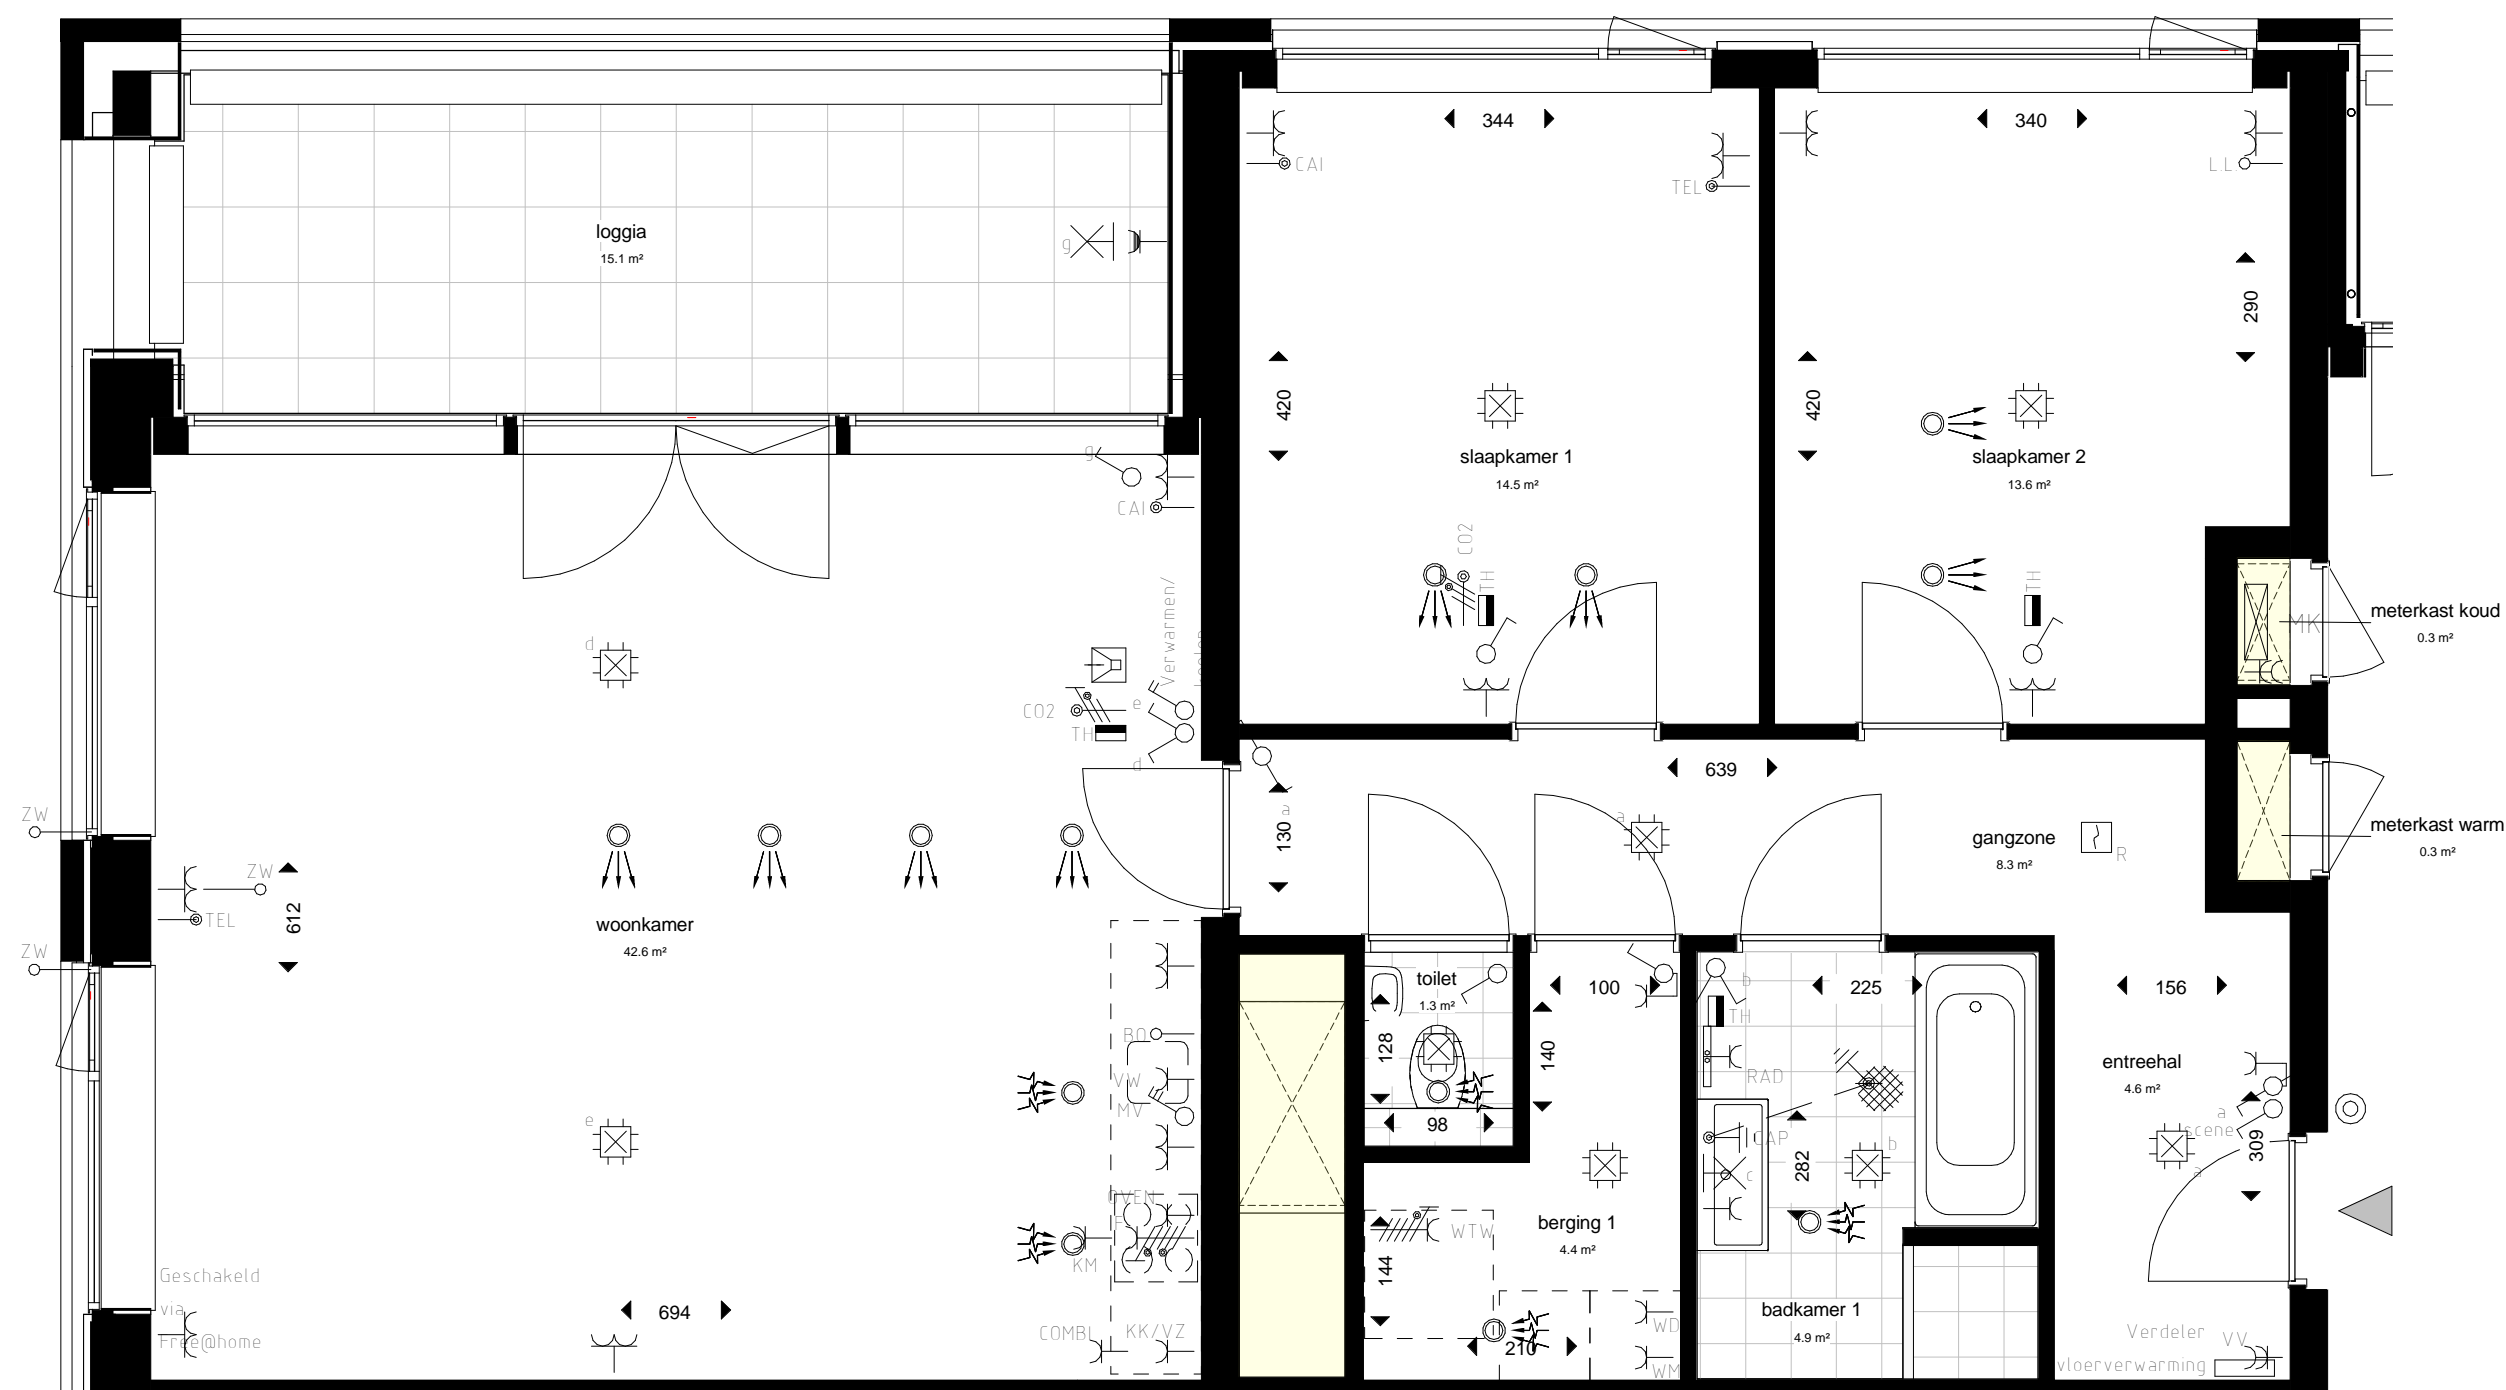 344
340
CAI
TEL
L.L.
loggia
15.1 m²
g
290
420
420
slaapkamer 1
14.5 m²
slaapkamer 2
13.6 m²
g
CAI
CO2
TH
TH
Verwarmen/
meterkast koud
0.3 m²
MK
d
CO2
e
TH
d
639
ZW
a
130
a
gangzone
8.3 m²
R
meterkast warm
0.3 m²
ZW
TEL
612
woonkamer
42.6 m²
ZW
toilet
1.3 m²
100
b
225
156
TH
BO
128
140
entreehal
4.6 m²
VW
RAD
MV
98
a
scene
e
CAP
b
309
282
c
a
OVEN
berging 1
4.4 m²
WTW
KM
144
Geschakeld
via
Free@home
694
badkamer 1
4.9 m²
WD
COMBI
KK/VZ
210
WM
Verdeler
VV
vloerverwarming